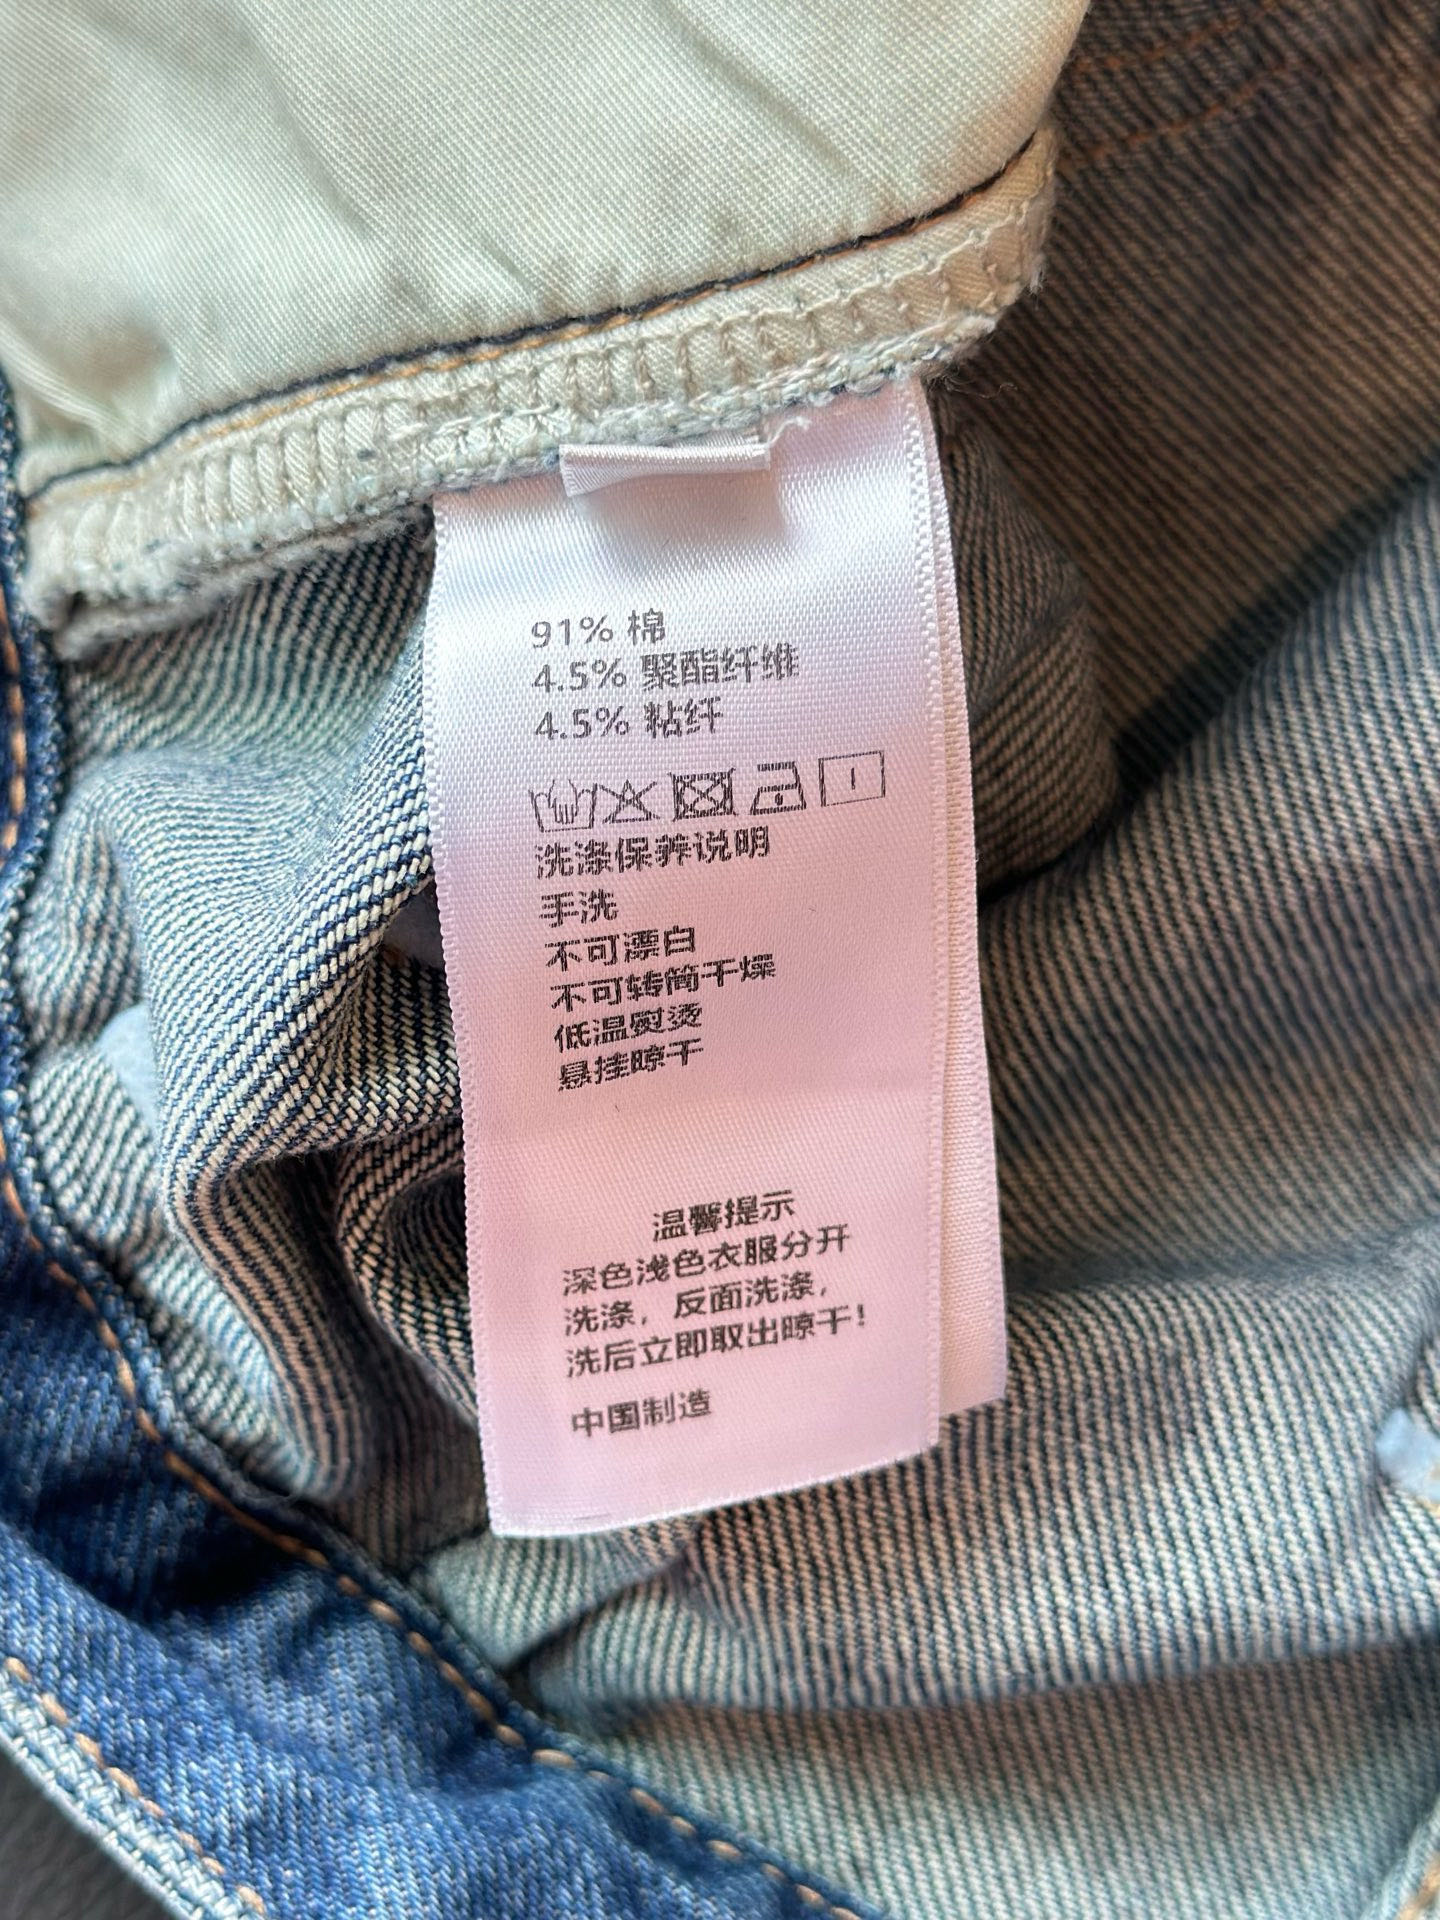 91% 棉
4.5% 聚酯纤维
4.5% 粘纤
洗涤保养说明
手洗
不可漂白
不可转筒干燥
低温熨烫
悬挂晾干
温馨提示
深色浅色衣服分开
洗涤，反面洗涤，
洗后立即取出晾干！
中国制造